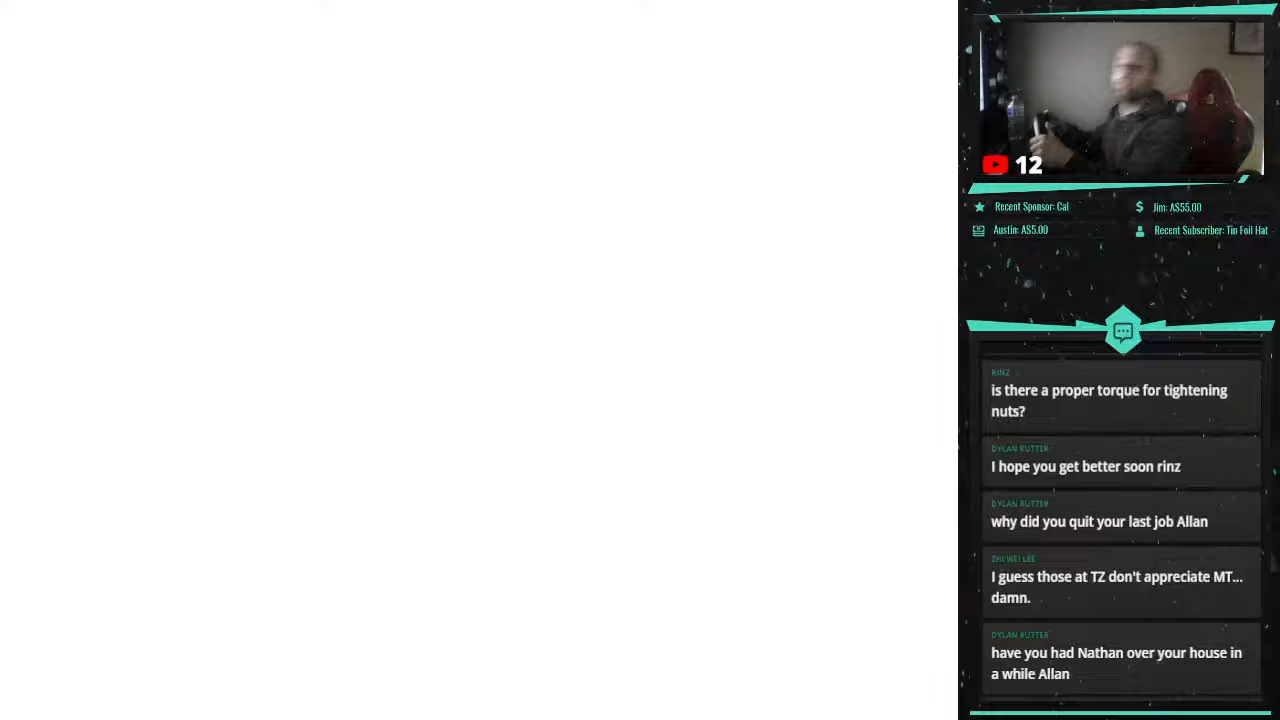 12
Recent Sponsor: Cal
Jim: A$55.00
Austin: A$5.00
Recent Subscriber: Tin Foil Hat
RINZ
is there a proper torque for tightening
nuts?
DYLAN RUTTER
I hope you get better soon rinz
DYLAN RUTTER
why did you quit your last job Allan
ZHI WEI LEE
I guess those at TZ don't appreciate MT...
damn.
DYLAN RUTTER
have you had Nathan over your house in
a while Allan